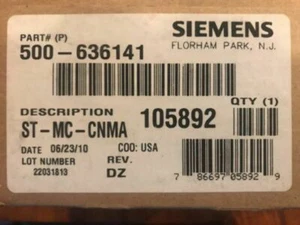 PART# (P)
500-636141
SIEMENS
FLORHAM PARK, N.J.
DESCRIPTION
ST-MC-CNMA
105892
QTY (1)
DATE 06/23/10
COO: USA
LOT NUMBER
22031810
REV.
DZ
7 86697 05892 9